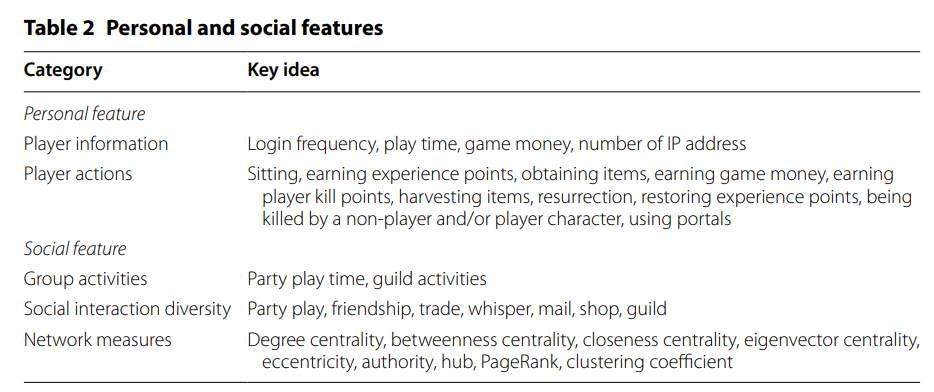 Table 2 Personal and social features
Category Key idea
Personal feature
Player information Login frequency, play time, game money, number of IP address
Player actions Sitting, earning experience points, obtaining items, earning game money, earning
player kill points, harvesting items, resurrection, restoring experience points, being
killed by a non-player and/or player character, using portals
Social feature
Group activities Party play time, guild activities
Social interaction diversity Party play, friendship, trade, whisper, mail, shop, guild
Network measures Degree centrality, betweenness centrality, closeness centrality, eigenvector centrality,
eccentricity, authority, hub, PageRank, clustering coefficient